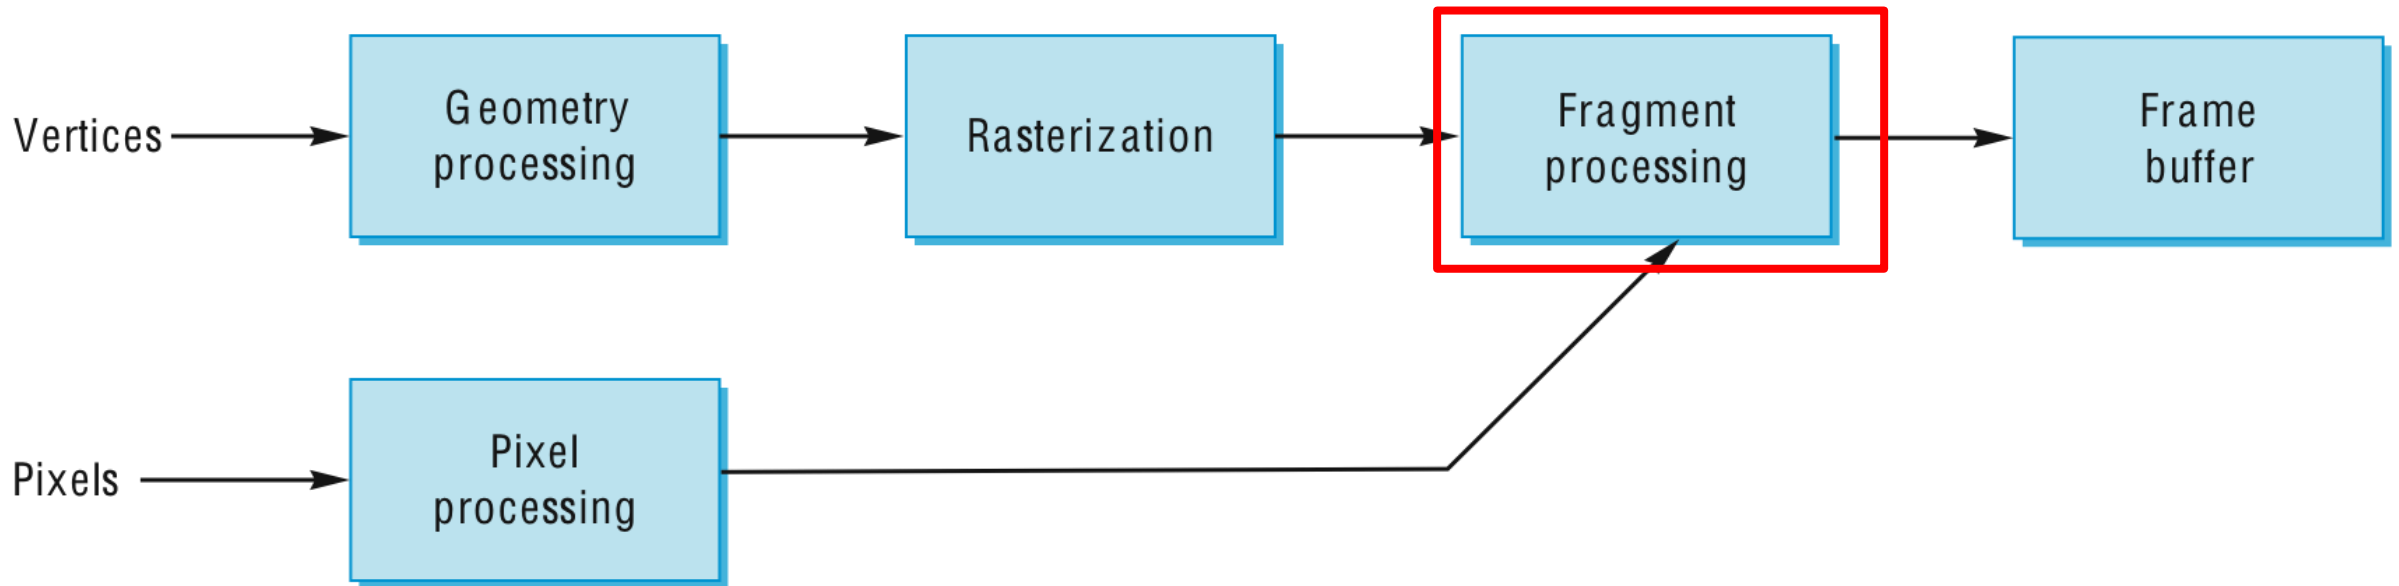 Vertices
Geometry
processing
Rasterization
Fragment
processing
Frame
buffer
Pixels
Pixel
processing